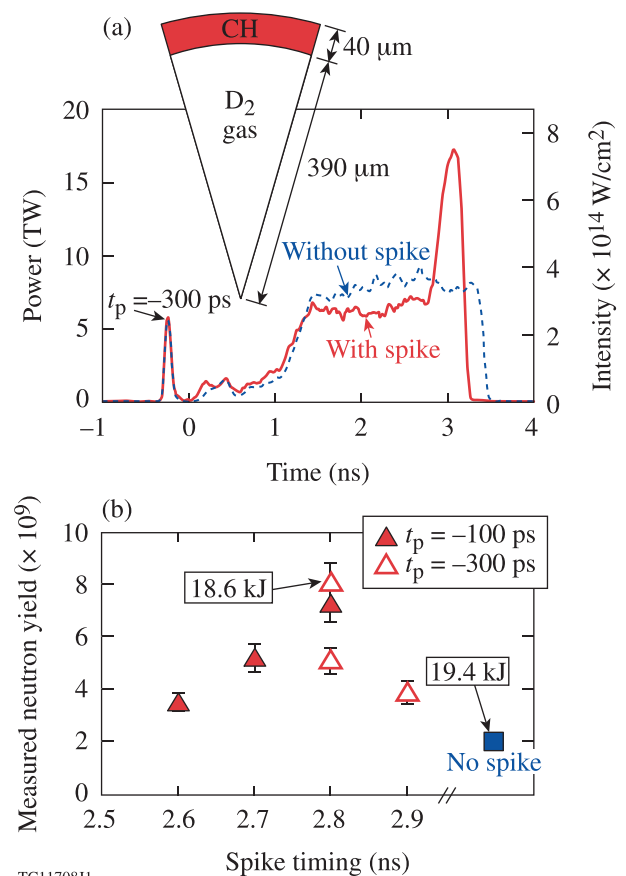 (a)
CH
40 μm
D2
gas
390 μm
20
15
10
5
0
Power (TW)
8
6
4
2
0
Intensity (× 10^14 W/cm^2)
Without spike
tp = –300 ps
With spike
–1 0 1 2 3 4
Time (ns)
(b)
10
8
6
4
2
0
Measured neutron yield (× 10^9)
tp = –100 ps
tp = –300 ps
18.6 kJ
19.4 kJ
No spike
2.5 2.6 2.7 2.8 2.9
Spike timing (ns)